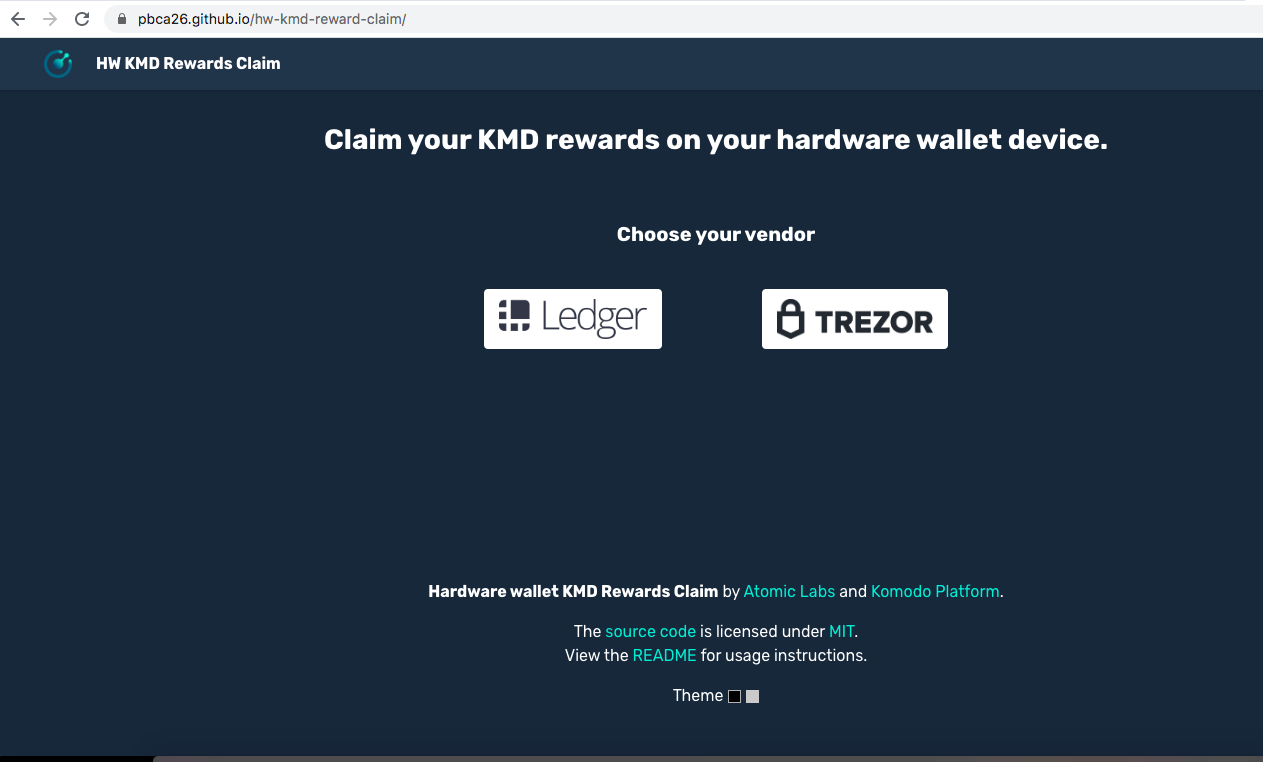 pbca26.github.io/hw-kmd-reward-claim/
HW KMD Rewards Claim
Claim your KMD rewards on your hardware wallet device.
Choose your vendor
Ledger
TREZOR
Hardware wallet KMD Rewards Claim by Atomic Labs and Komodo Platform.
The source code is licensed under MIT.
View the README for usage instructions.
Theme